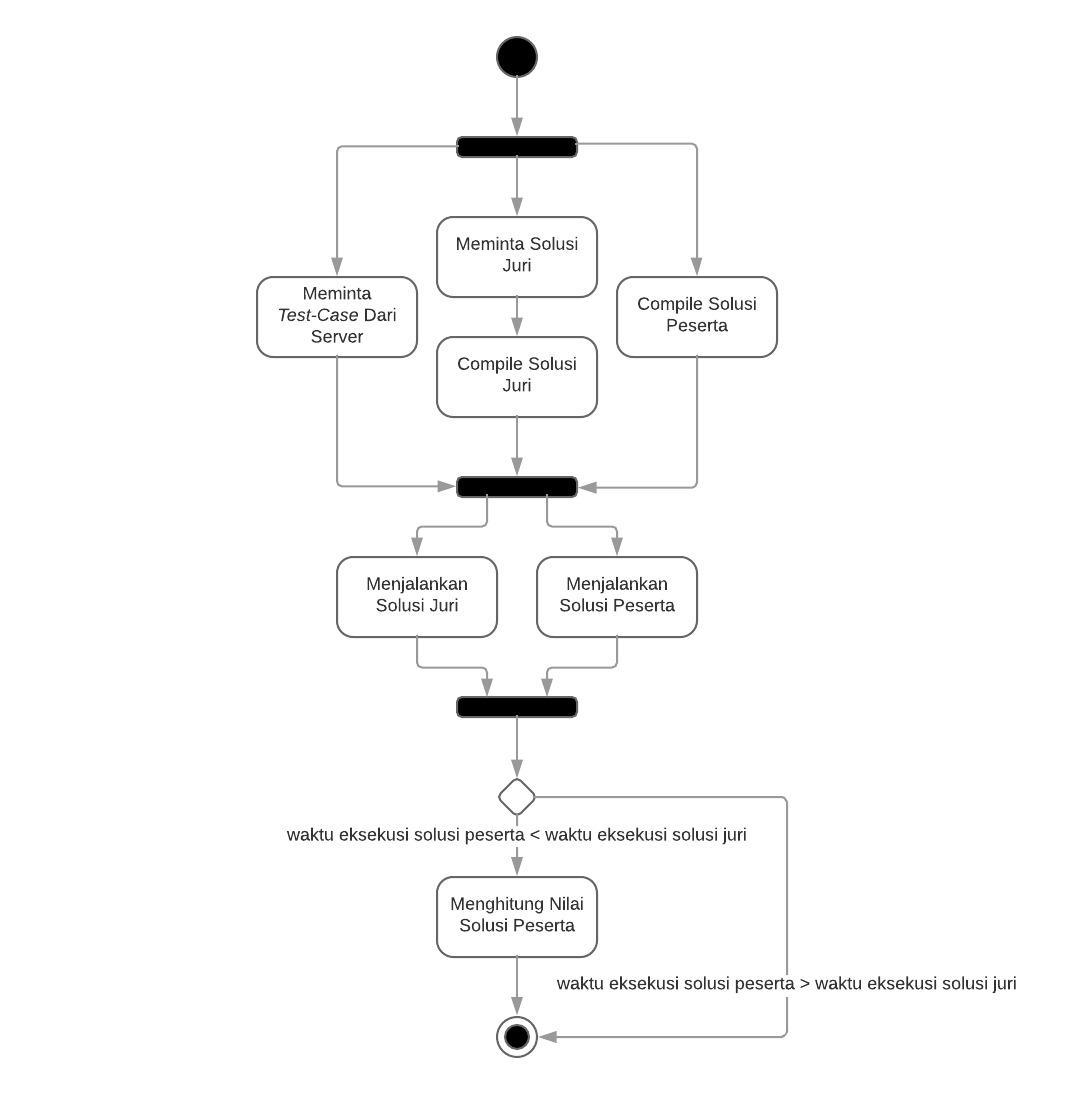 Meminta Solusi
Juri
Meminta
Test-Case Dari
Server
Compile Solusi
Peserta
Compile Solusi
Juri
Menjalankan
Solusi Juri
Menjalankan
Solusi Peserta
waktu eksekusi solusi peserta < waktu eksekusi solusi juri
Menghitung Nilai
Solusi Peserta
waktu eksekusi solusi peserta > waktu eksekusi solusi juri